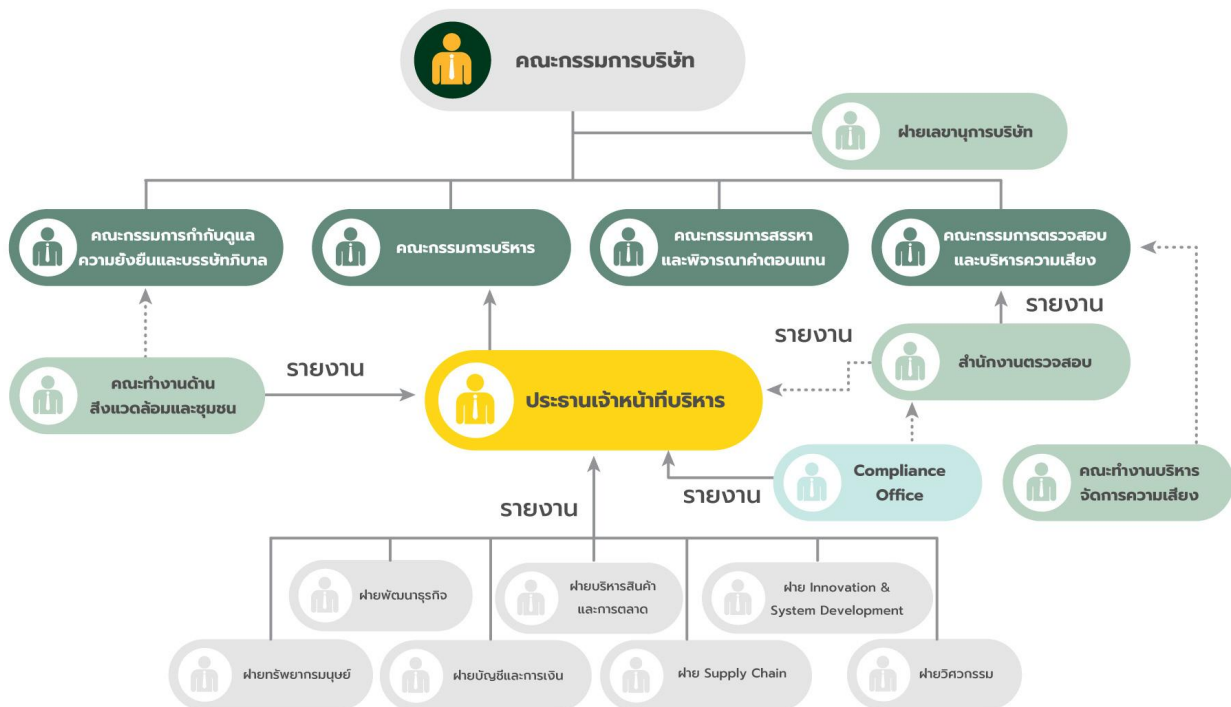 คณะกรรมการบริษัท
ฝ่ายเลขานุการบริษัท
คณะกรรมการกำกับดูแล
ความยั่งยืนและบรรษัทภิบาล
คณะกรรมการบริหาร
คณะกรรมการสรรหา
และพิจารณาค่าตอบแทน
คณะกรรมการตรวจสอบ
และบริหารความเสี่ยง
รายงาน
รายงาน
รายงาน
คณะทำงานด้าน
สิ่งแวดล้อมและชุมชน
ประธานเจ้าหน้าที่บริหาร
สำนักงานตรวจสอบ
Compliance
Office
คณะทำงานบริหาร
จัดการความเสี่ยง
รายงาน
รายงาน
ฝ่ายพัฒนาธุรกิจ
ฝ่ายบริหารสินค้า
และการตลาด
ฝ่าย Innovation &
System Development
ฝ่ายทรัพยากรมนุษย์
ฝ่ายบัญชีและการเงิน
ฝ่าย Supply Chain
ฝ่ายวิศวกรรม